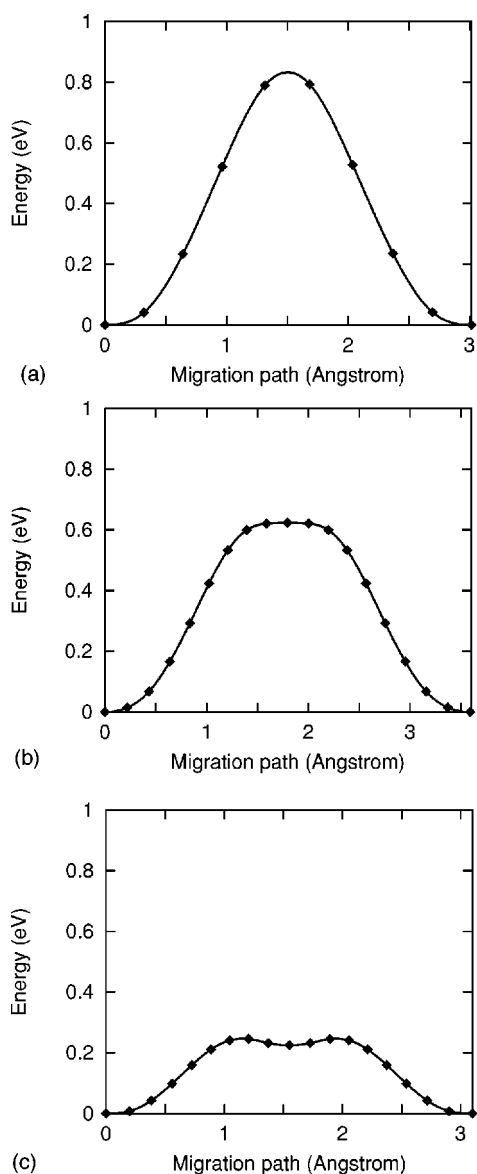 1
0.8
0.6
0.4
0.2
0
Energy (eV)
0 1 2 3
(a) Migration path (Angstrom)
1
0.8
0.6
0.4
0.2
0
Energy (eV)
0 1 2 3
(b) Migration path (Angstrom)
1
0.8
0.6
0.4
0.2
0
Energy (eV)
0 1 2 3
(c) Migration path (Angstrom)